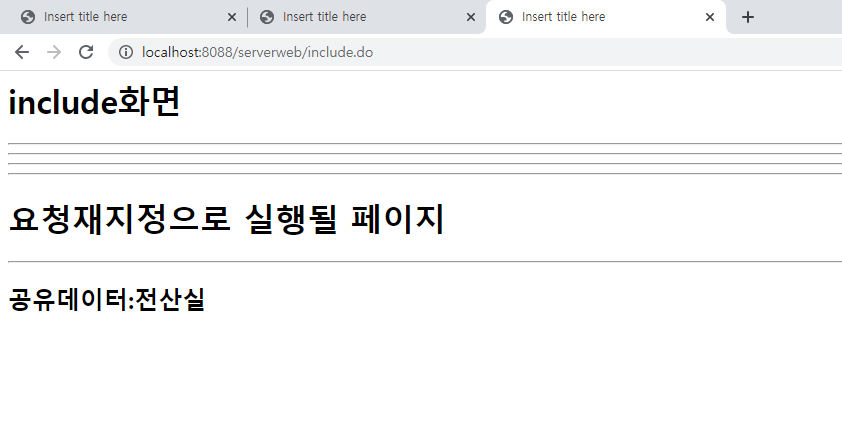 Insert title here
Insert title here
Insert title here
localhost:8088/serverweb/include.do
include화면
요청재지정으로 실행될 페이지
공유데이터:전산실